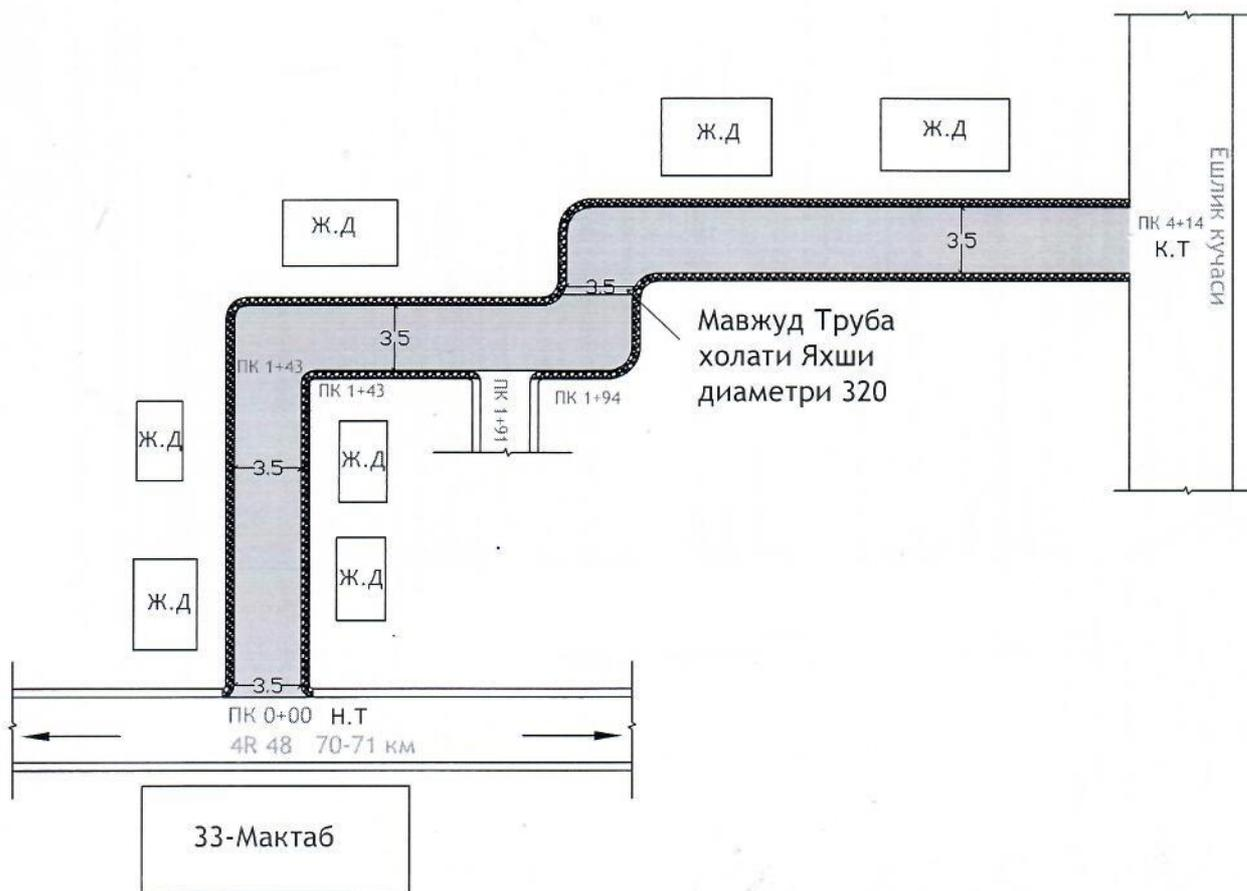 Ж.Д
Ж.Д
Ж.Д
3.5
ПК 4+14
К.Т
Ёшлик кучаси
3.5
3.5
Мавжуд Труба
холати Яхши
диаметри 320
ПК 1+43
ПК 1+43
ПК 1+91
ПК 1+94
Ж.Д
Ж.Д
3.5
Ж.Д
Ж.Д
3.5
ПК 0+00 Н.Т
4R 48 70-71 км
33-Мактаб